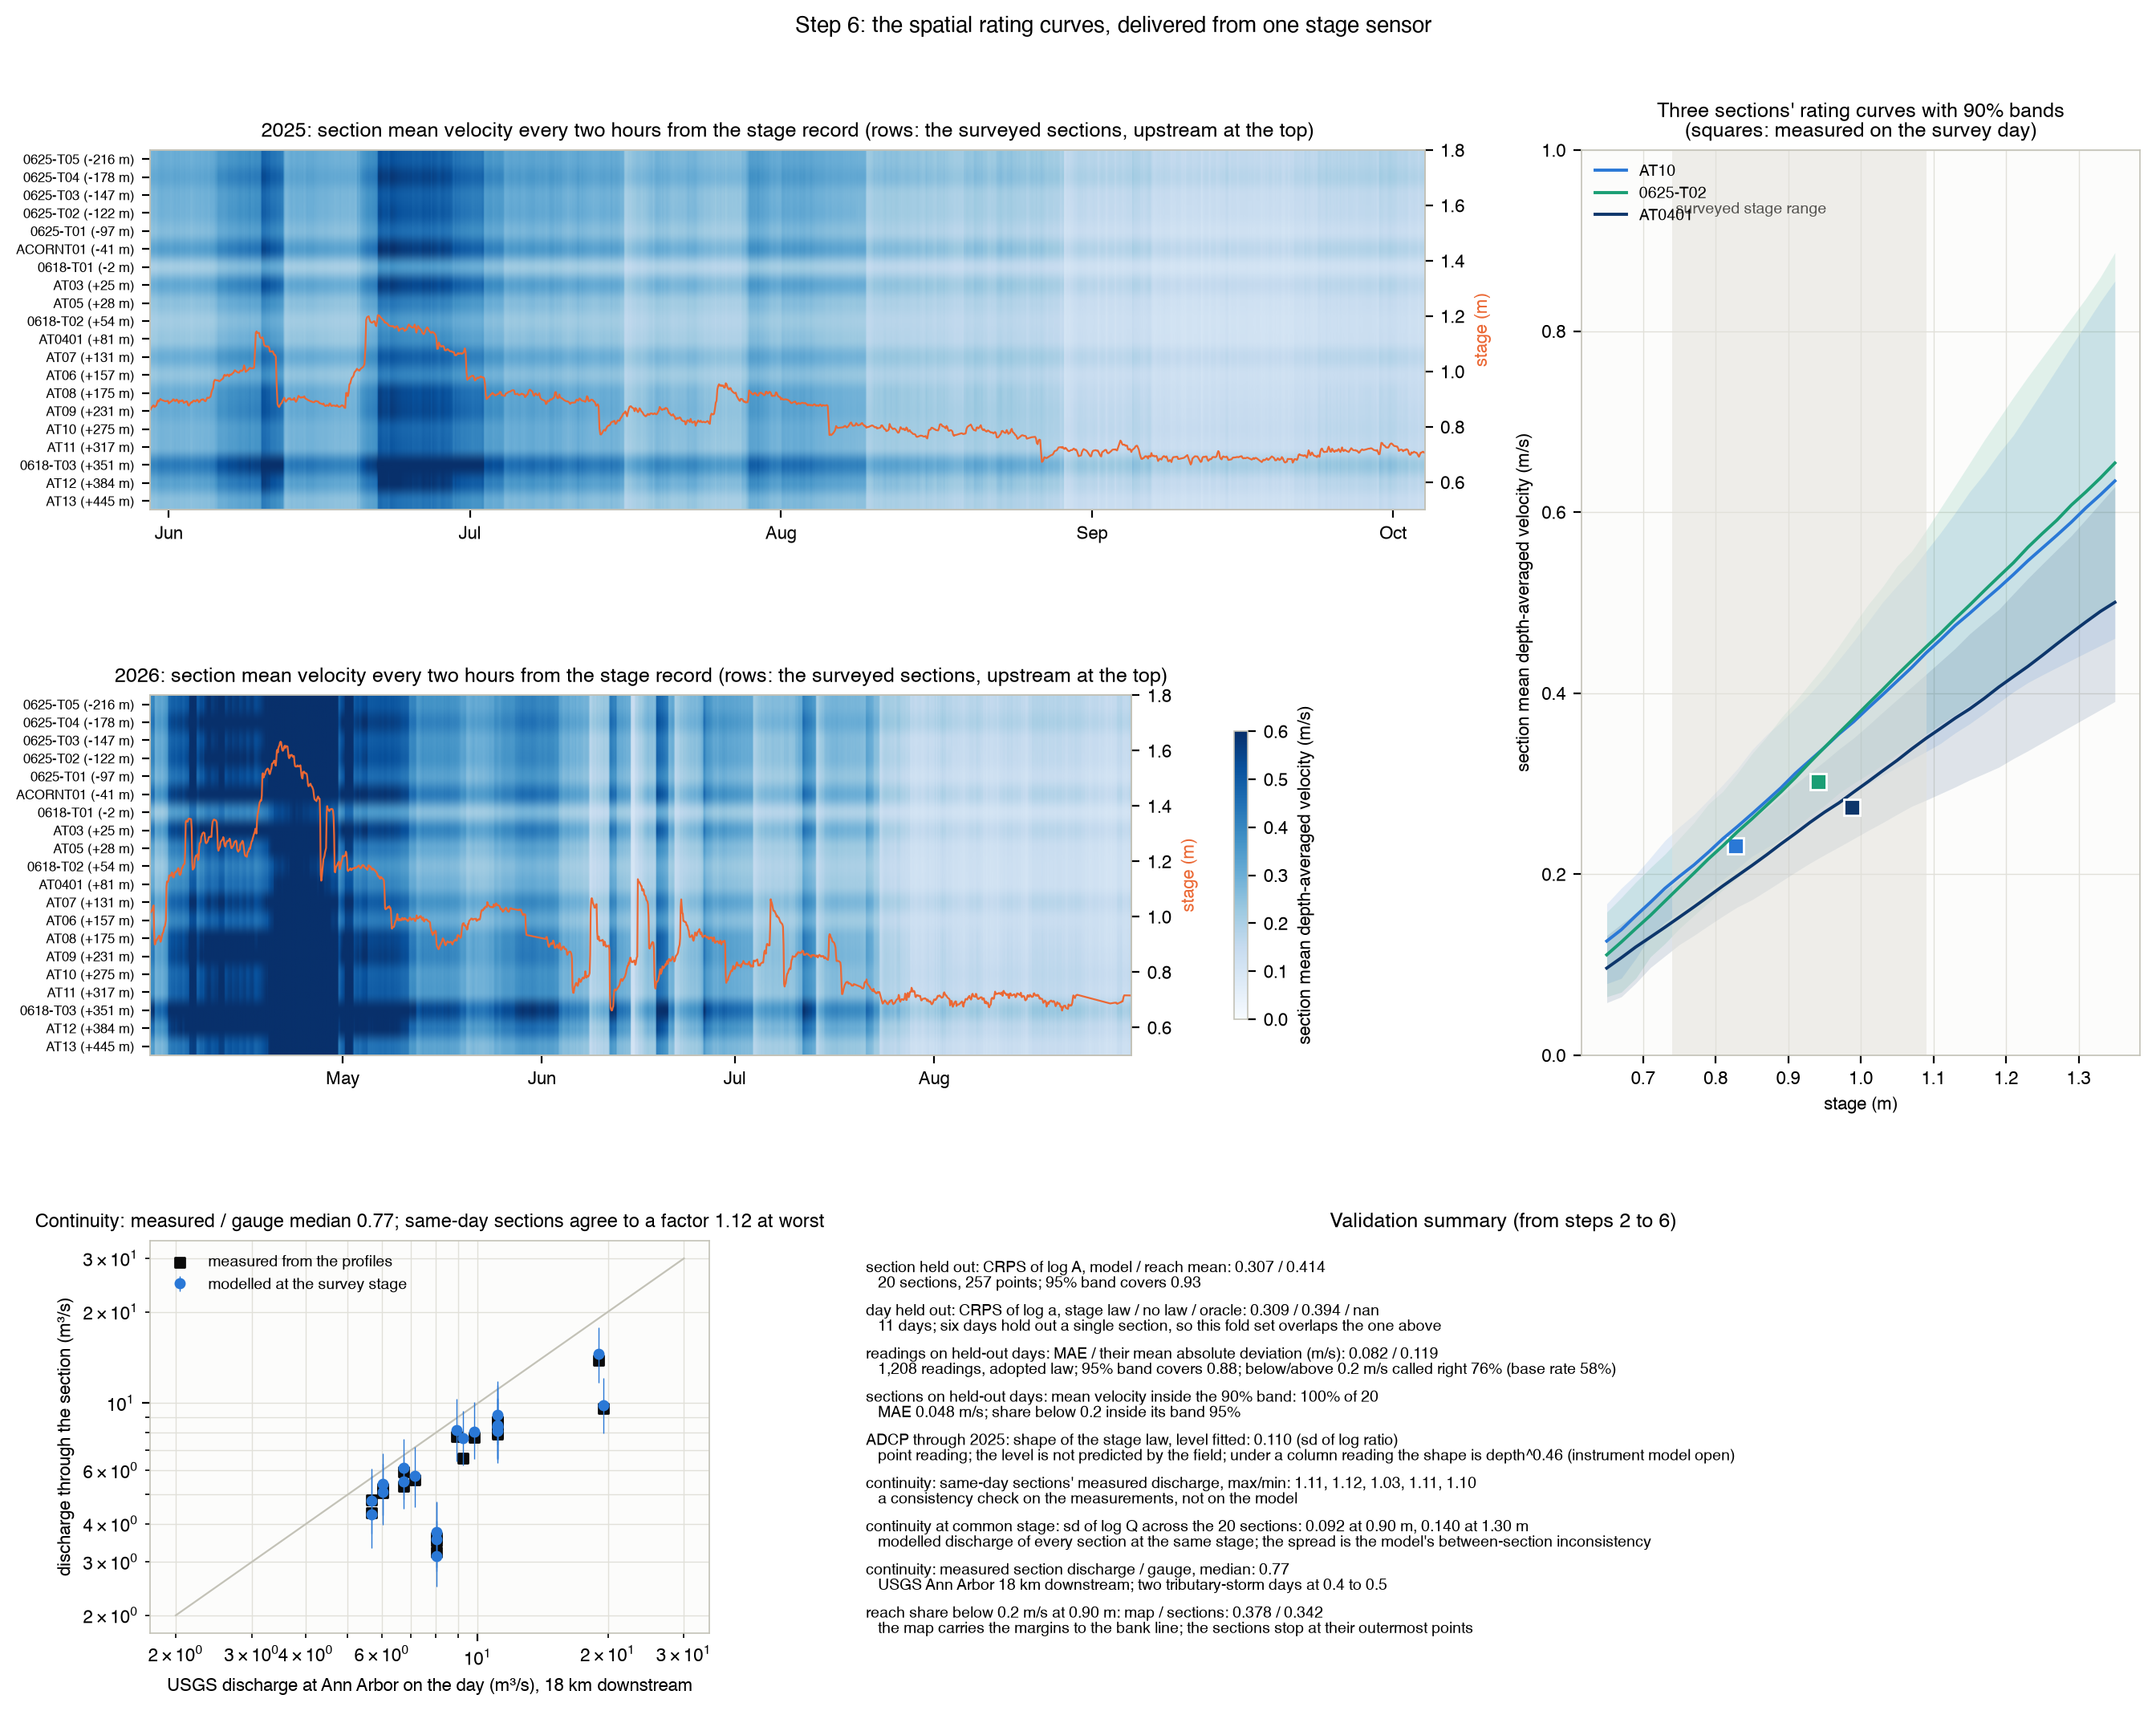 Step 6: the spatial rating curves, delivered from one stage sensor
2025: section mean velocity every two hours from the stage record (rows: the surveyed sections, upstream at the top)
0625-T05 (-216 m)
0625-T04 (-178 m)
0625-T03 (-147 m)
0625-T02 (-122 m)
0625-T01 (-97 m)
ACORNT01 (-41 m)
0618-T01 (-2 m)
AT03 (+25 m)
AT05 (+28 m)
0618-T02 (+54 m)
AT0401 (+81 m)
AT07 (+131 m)
AT06 (+157 m)
AT08 (+175 m)
AT09 (+231 m)
AT10 (+275 m)
AT11 (+317 m)
0618-T03 (+351 m)
AT12 (+384 m)
AT13 (+445 m)
1.8
1.6
1.4
1.2
1.0
0.8
0.6
stage (m)
Jun Jul Aug Sep Oct
Three sections' rating curves with 90% bands
(squares: measured on the survey day)
AT10
0625-T02
AT0401
surveyed stage range
1.0
0.8
0.6
0.4
0.2
0.0
section mean depth-averaged velocity (m/s)
0.7 0.8 0.9 1.0 1.1 1.2 1.3
stage (m)
2026: section mean velocity every two hours from the stage record (rows: the surveyed sections, upstream at the top)
0625-T05 (-216 m)
0625-T04 (-178 m)
0625-T03 (-147 m)
0625-T02 (-122 m)
0625-T01 (-97 m)
ACORNT01 (-41 m)
0618-T01 (-2 m)
AT03 (+25 m)
AT05 (+28 m)
0618-T02 (+54 m)
AT0401 (+81 m)
AT07 (+131 m)
AT06 (+157 m)
AT08 (+175 m)
AT09 (+231 m)
AT10 (+275 m)
AT11 (+317 m)
0618-T03 (+351 m)
AT12 (+384 m)
AT13 (+445 m)
1.8
1.6
1.4
1.2
1.0
0.8
0.6
stage (m)
May Jun Jul Aug
0.6
0.5
0.4
0.3
0.2
0.1
0.0
section mean depth-averaged velocity (m/s)
Continuity: measured / gauge median 0.77; same-day sections agree to a factor 1.12 at worst
measured from the profiles
modelled at the survey stage
3 × 10¹
2 × 10¹
10¹
6 × 10⁰
4 × 10⁰
3 × 10⁰
2 × 10⁰
discharge through the section (m³/s)
2 × 10⁰ 3 × 10⁰ 4 × 10⁰ 6 × 10⁰ 10¹ 2 × 10¹ 3 × 10¹
USGS discharge at Ann Arbor on the day (m³/s), 18 km downstream
Validation summary (from steps 2 to 6)
section held out: CRPS of log A, model / reach mean: 0.307 / 0.414
20 sections, 257 points; 95% band covers 0.93
day held out: CRPS of log a, stage law / no law / oracle: 0.309 / 0.394 / nan
11 days; six days hold out a single section, so this fold set overlaps the one above
readings on held-out days: MAE / their mean absolute deviation (m/s): 0.082 / 0.119
1,208 readings, adopted law; 95% band covers 0.88; below/above 0.2 m/s called right 76% (base rate 58%)
sections on held-out days: mean velocity inside the 90% band: 100% of 20
MAE 0.048 m/s; share below 0.2 inside its band 95%
ADCP through 2025: shape of the stage law, level fitted: 0.110 (sd of log ratio)
point reading; the level is not predicted by the field; under a column reading the shape is depth^0.46 (instrument model open)
continuity: same-day sections' measured discharge, max/min: 1.11, 1.12, 1.03, 1.11, 1.10
a consistency check on the measurements, not on the model
continuity at common stage: sd of log Q across the 20 sections: 0.092 at 0.90 m, 0.140 at 1.30 m
modelled discharge of every section at the same stage; the spread is the model's between-section inconsistency
continuity: measured section discharge / gauge, median: 0.77
USGS Ann Arbor 18 km downstream; two tributary-storm days at 0.4 to 0.5
reach share below 0.2 m/s at 0.90 m: map / sections: 0.378 / 0.342
the map carries the margins to the bank line; the sections stop at their outermost points